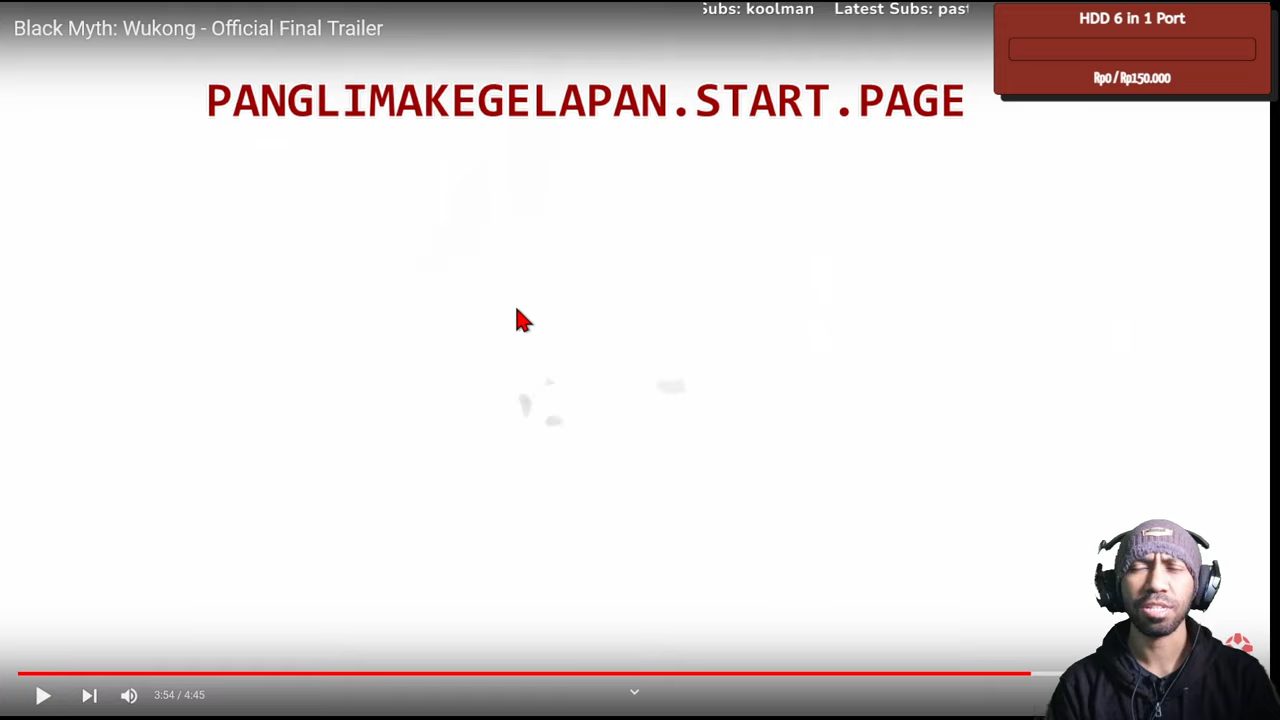 Subs: koolman Latest Subs: past
HDD 6 in 1 Port
Black Myth: Wukong - Official Final Trailer
Rp0 / Rp150.000
PANGLIMAKEGELAPAN.START.PAGE
3:54 / 4:45